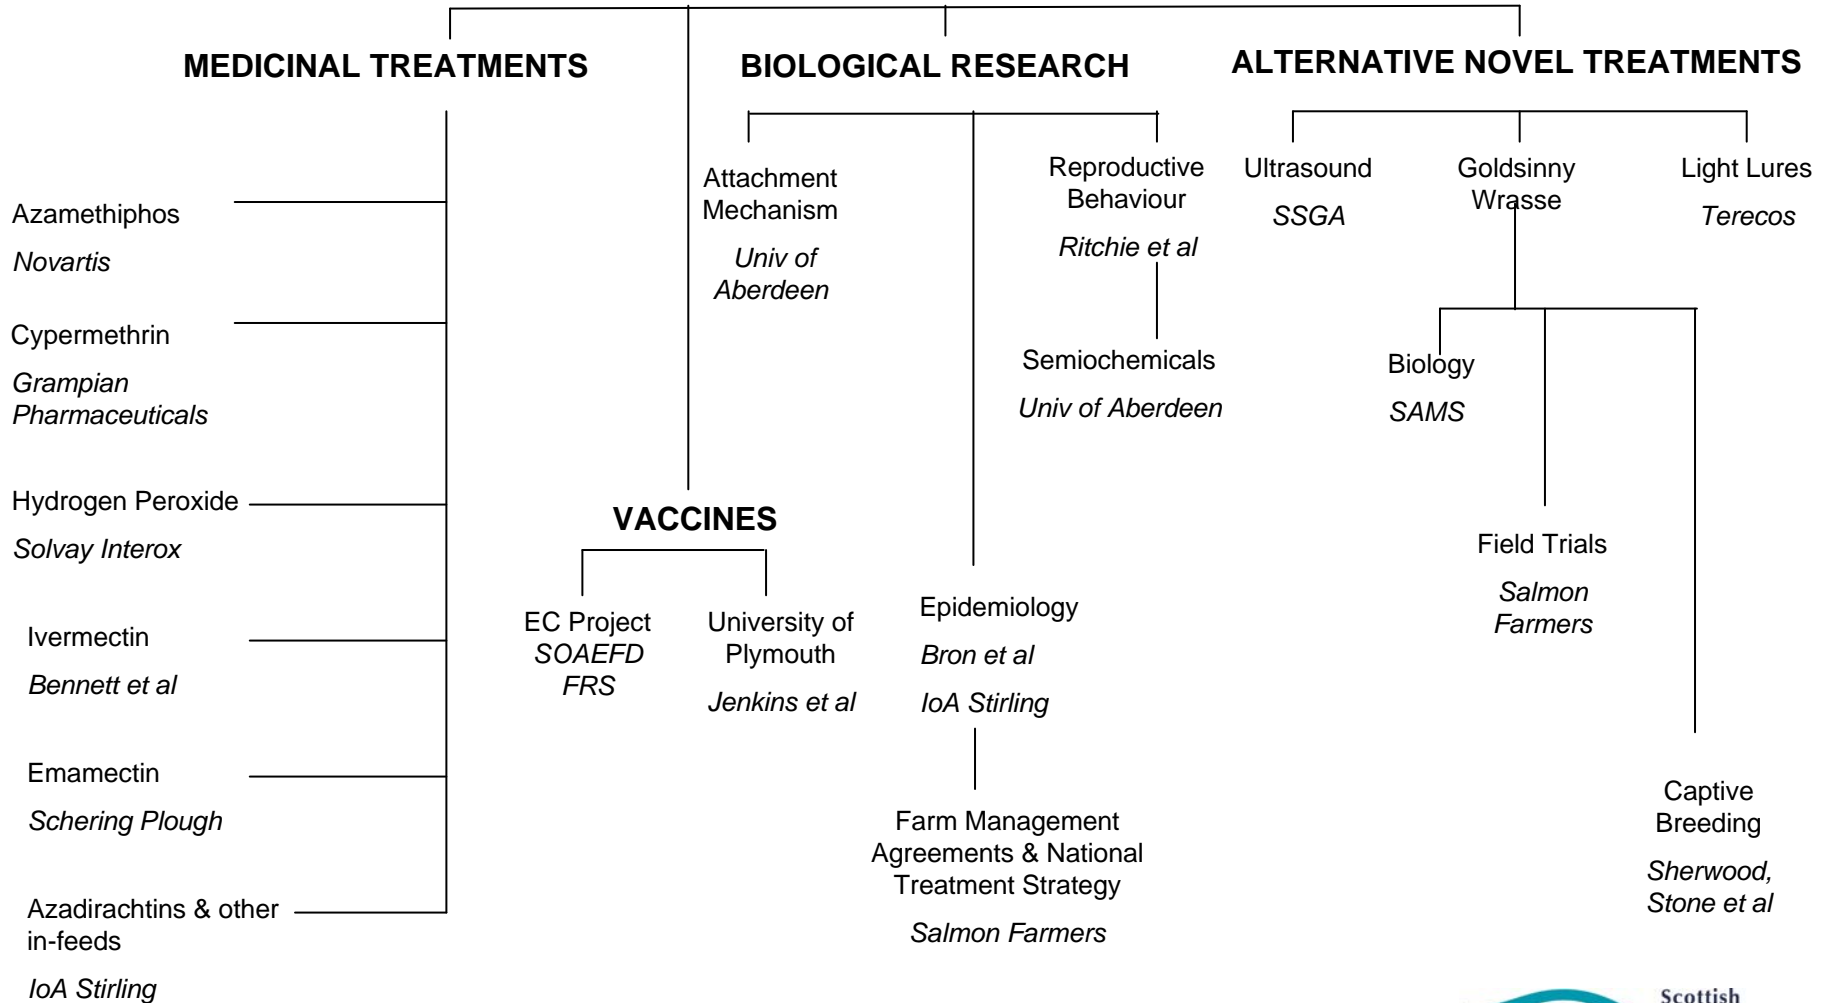 MEDICINAL TREATMENTS
Azamethiphos
Novartis
Cypermethrin
Grampian
Pharmaceuticals
Hydrogen Peroxide
Solvay Interox
Ivermectin
Bennett et al
Emamectin
Schering Plough
Azadirachtins & other
in-feeds
IoA Stirling
VACCINES
EC Project
SOAEFD
FRS
University of
Plymouth
Jenkins et al
BIOLOGICAL RESEARCH
Attachment
Mechanism
Univ of
Aberdeen
Epidemiology
Bron et al
IoA Stirling
Farm Management
Agreements & National
Treatment Strategy
Salmon Farmers
Reproductive
Behaviour
Ritchie et al
Semiochemicals
Univ of Aberdeen
ALTERNATIVE NOVEL TREATMENTS
Ultrasound
SSGA
Goldsinny
Wrasse
Biology
SAMS
Field Trials
Salmon
Farmers
Captive
Breeding
Sherwood,
Stone et al
Light Lures
Terecos
Scottish